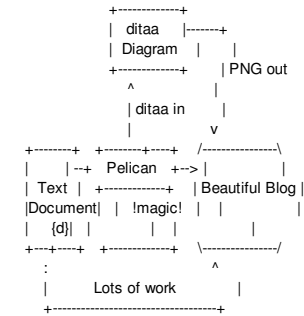 +-------------+
| ditaa |-------+
| Diagram | |
+-------------+ | PNG out
^ |
| ditaa in |
| v
+--------+ +--------+----+ /----------------\
| | --+ Pelican +--> | |
| Text | +-------------+ | Beautiful Blog |
|Document| | !magic! | | |
| {d}| | | | |
+---+----+ +-------------+ \----------------/
: ^
| Lots of work |
+-----------------------------------+